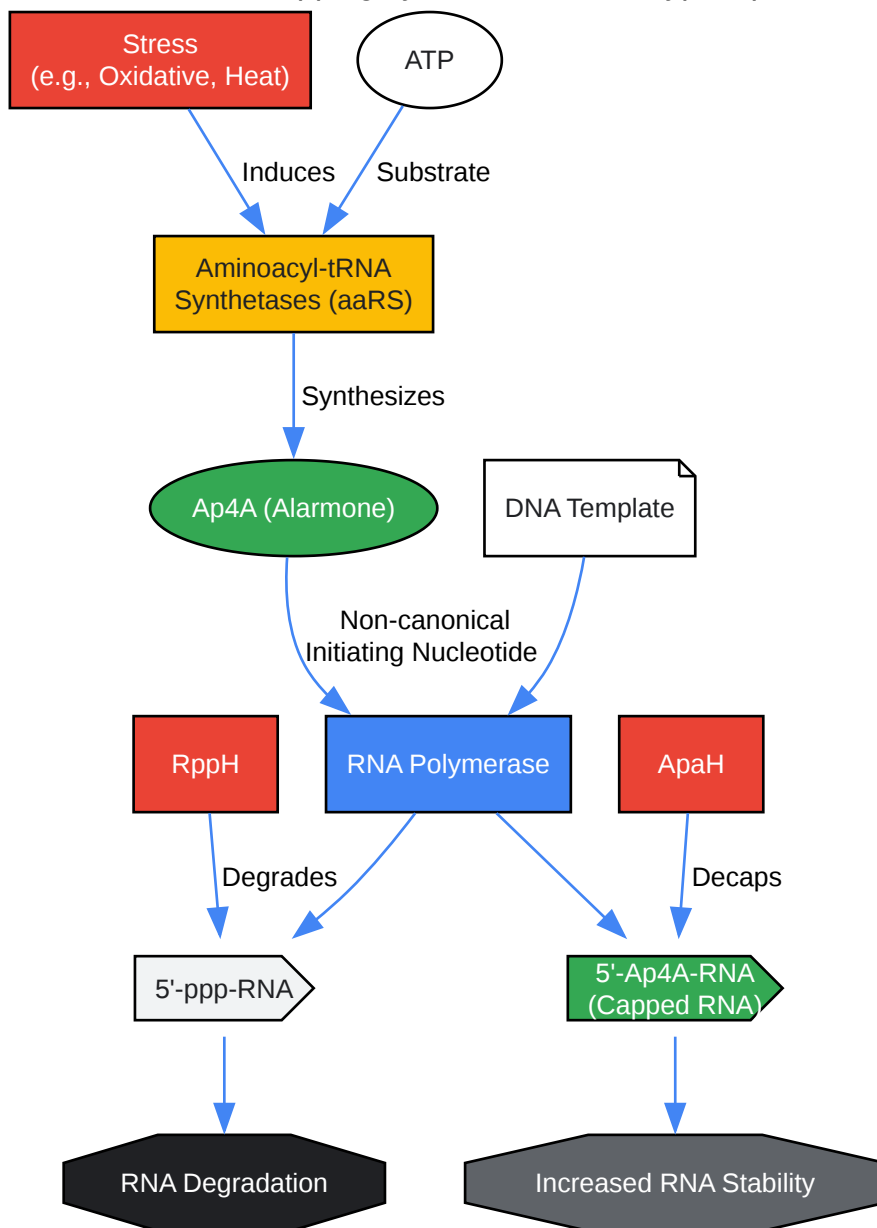 Stress
(e.g., Oxidative, Heat)
ATP
Induces
Substrate
Aminoacyl-tRNA
Synthetases (aaRS)
Synthesizes
Ap4A (Alarmone)
DNA Template
Non-canonical
Initiating Nucleotide
RppH
RNA Polymerase
ApaH
Degrades
Decaps
5'-ppp-RNA
5'-Ap4A-RNA
(Capped RNA)
RNA Degradation
Increased RNA Stability